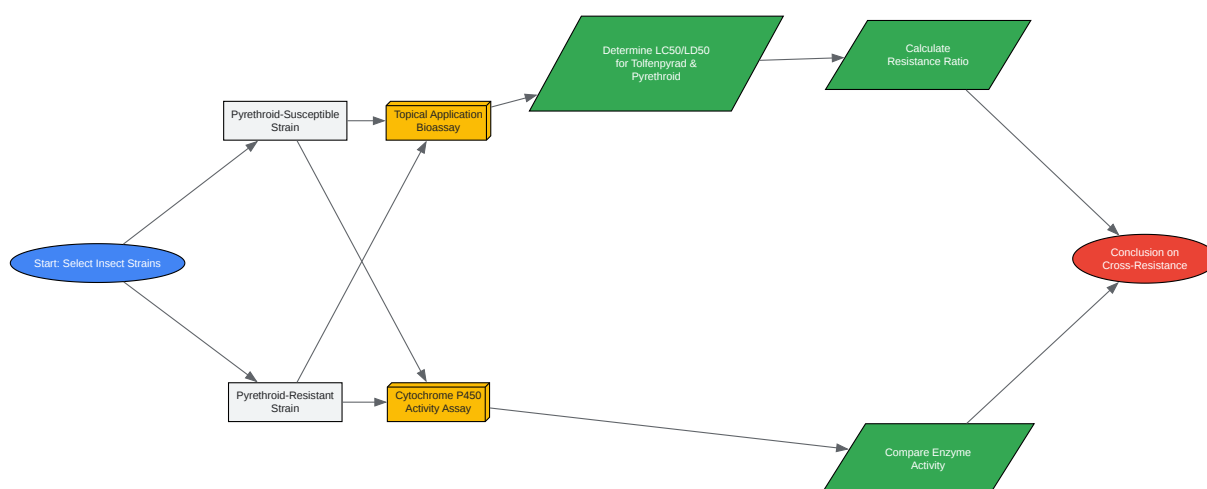 Determine LC50/LD50
for Tolfenpyrad &
Pyrethroid
Calculate
Resistance Ratio
Pyrethroid-Susceptible
Strain
Topical Application
Bioassay
Start: Select Insect Strains
Conclusion on
Cross-Resistance
Pyrethroid-Resistant
Strain
Cytochrome P450
Activity Assay
Compare Enzyme
Activity